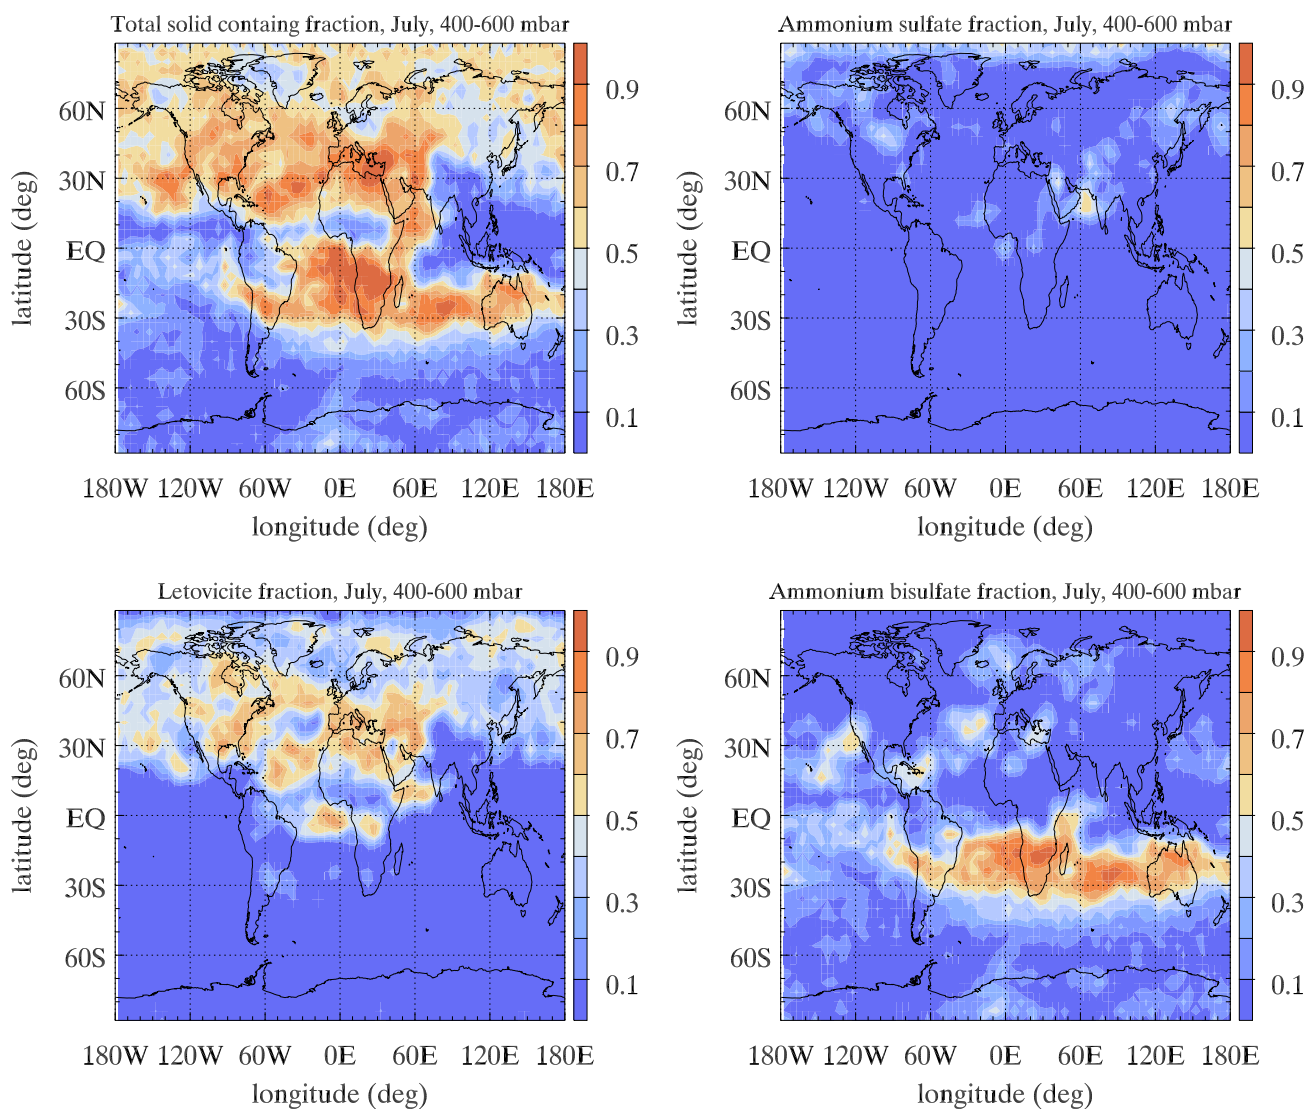 Total solid containg fraction, July, 400-600 mbar
Ammonium sulfate fraction, July, 400-600 mbar
60N
30N
EQ
30S
60S
latitude (deg)
0.9
0.7
0.5
0.3
0.1
60N
30N
EQ
30S
60S
latitude (deg)
0.9
0.7
0.5
0.3
0.1
180W 120W 60W 0E 60E 120E 180E
180W 120W 60W 0E 60E 120E 180E
longitude (deg)
longitude (deg)
Letovicite fraction, July, 400-600 mbar
Ammonium bisulfate fraction, July, 400-600 mbar
60N
30N
EQ
30S
60S
latitude (deg)
0.9
0.7
0.5
0.3
0.1
60N
30N
EQ
30S
60S
latitude (deg)
0.9
0.7
0.5
0.3
0.1
180W 120W 60W 0E 60E 120E 180E
180W 120W 60W 0E 60E 120E 180E
longitude (deg)
longitude (deg)